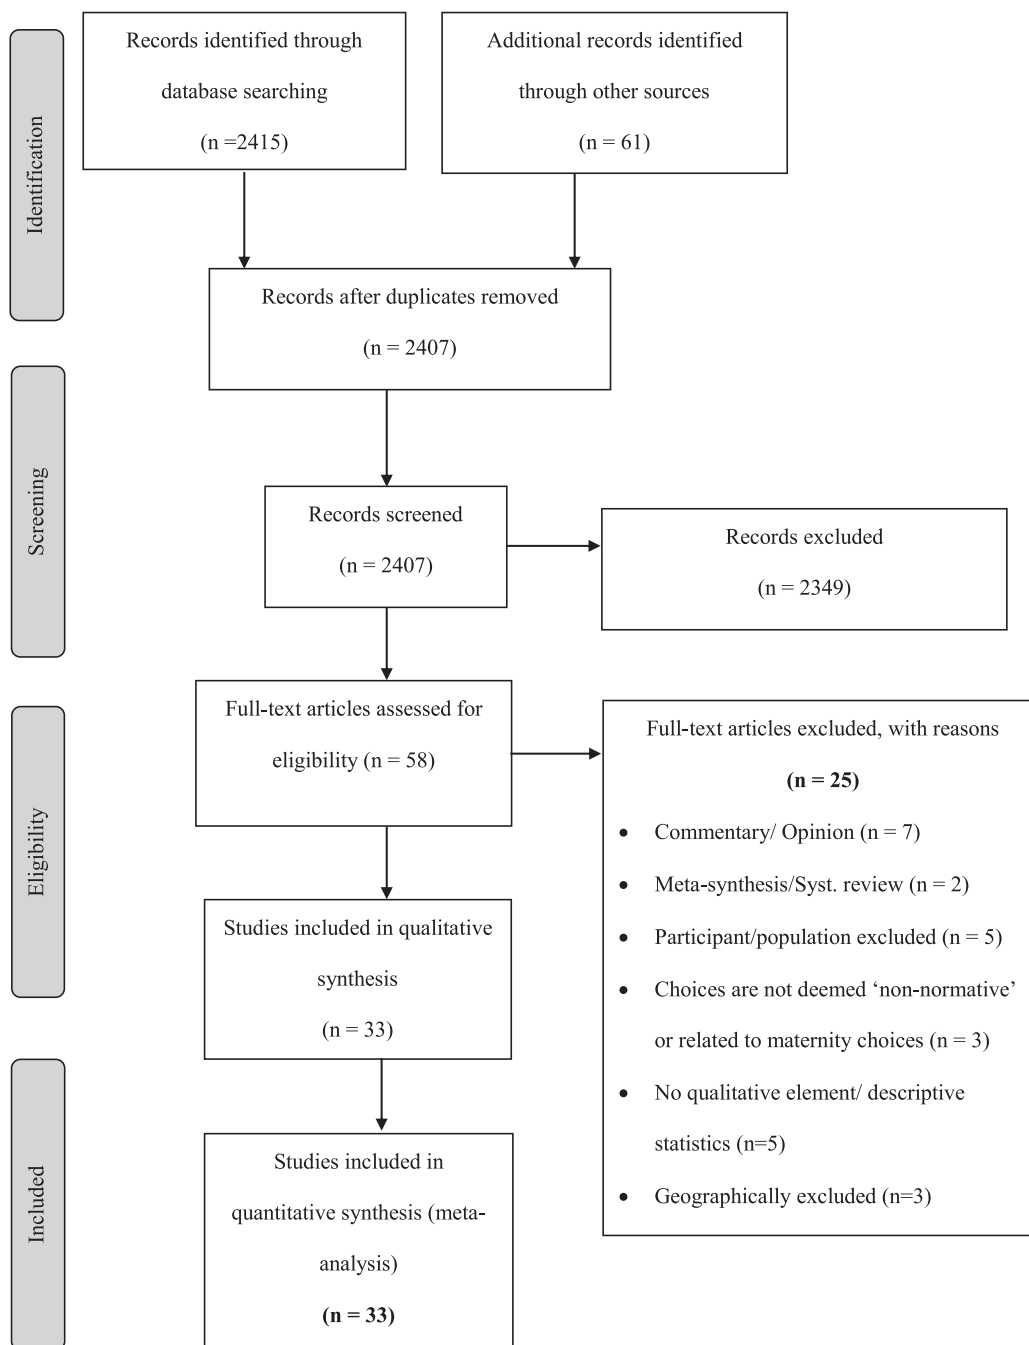 Identification
Records identified through
database searching
(n =2415)
Additional records identified
through other sources
(n = 61)
Records after duplicates removed
(n = 2407)
Screening
Records screened
(n = 2407)
Records excluded
(n = 2349)
Eligibility
Full-text articles assessed for
eligibility (n = 58)
Full-text articles excluded, with reasons
(n = 25)
• Commentary/ Opinion (n = 7)
• Meta-synthesis/Syst. review (n = 2)
• Participant/population excluded (n = 5)
• Choices are not deemed ‘non-normative’
or related to maternity choices (n = 3)
• No qualitative element/ descriptive
statistics (n=5)
• Geographically excluded (n=3)
Studies included in qualitative
synthesis
(n = 33)
Included
Studies included in
quantitative synthesis (meta-
analysis)
(n = 33)